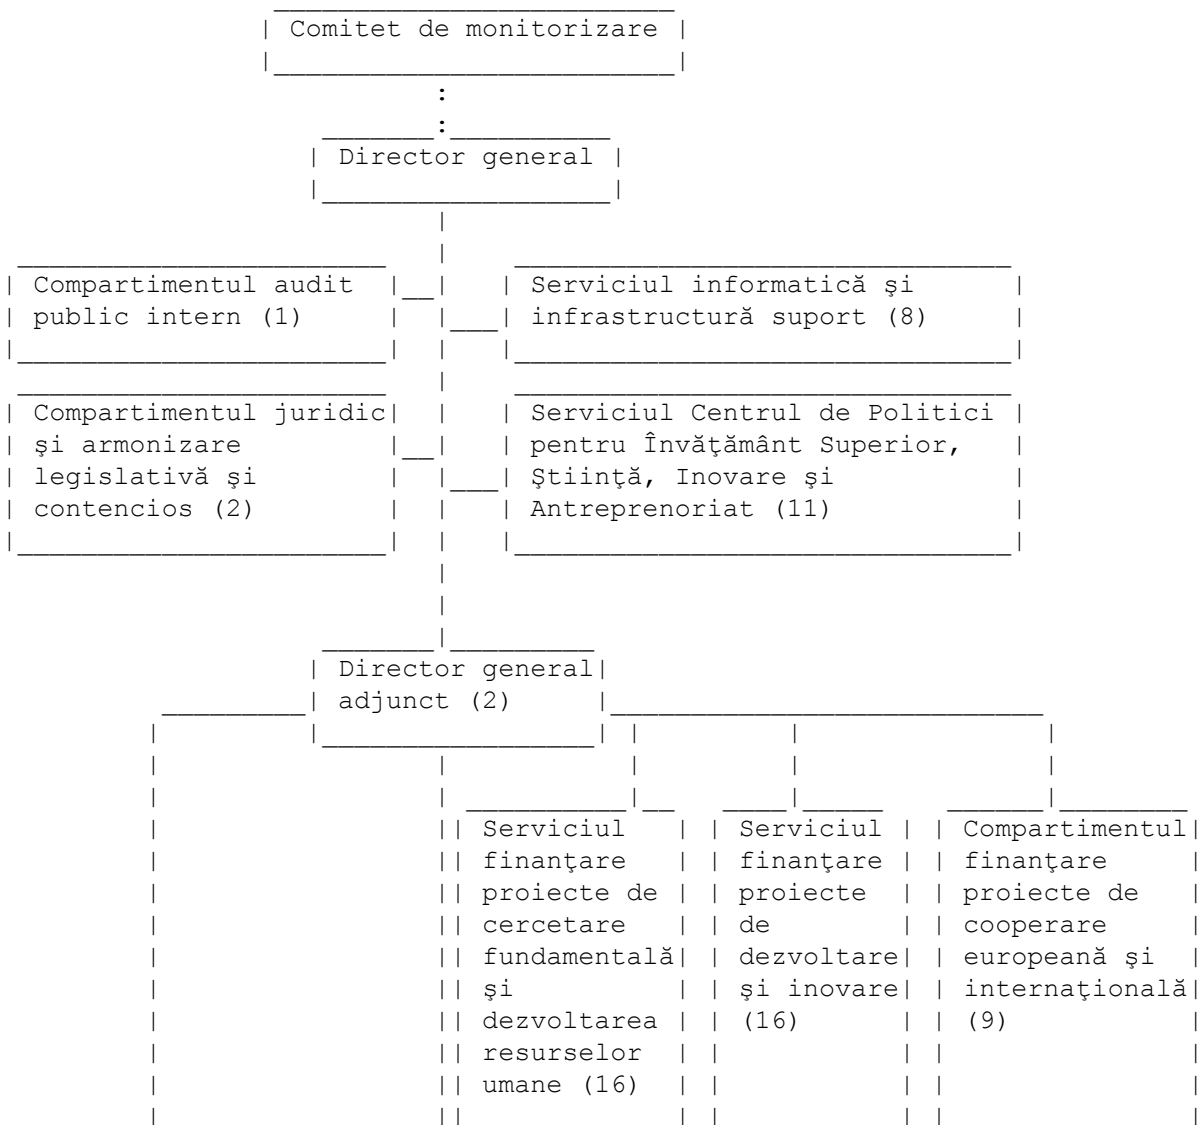 Comitet de monitorizare
Director general
Compartimentul audit
public intern (1)
Serviciul informatică şi
infrastructură suport (8)
Compartimentul juridic
şi armonizare
legislativă şi
contencios (2)
Serviciul Centrul de Politici
pentru Învăţământ Superior,
Ştiinţă, Inovare şi
Antreprenoriat (11)
Director general
adjunct (2)
Serviciul
finanţare
proiecte de
cercetare
fundamentală
şi
dezvoltarea
resurselor
umane (16)
Serviciul
finanţare
proiecte
de
dezvoltare
şi inovare
(16)
Compartimentul
finanţare
proiecte de
cooperare
europeană şi
internaţională
(9)